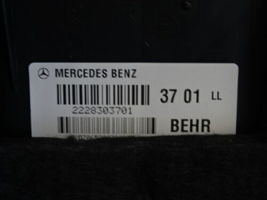 MERCEDES BENZ
37 01 LL
2228303701
BEHR